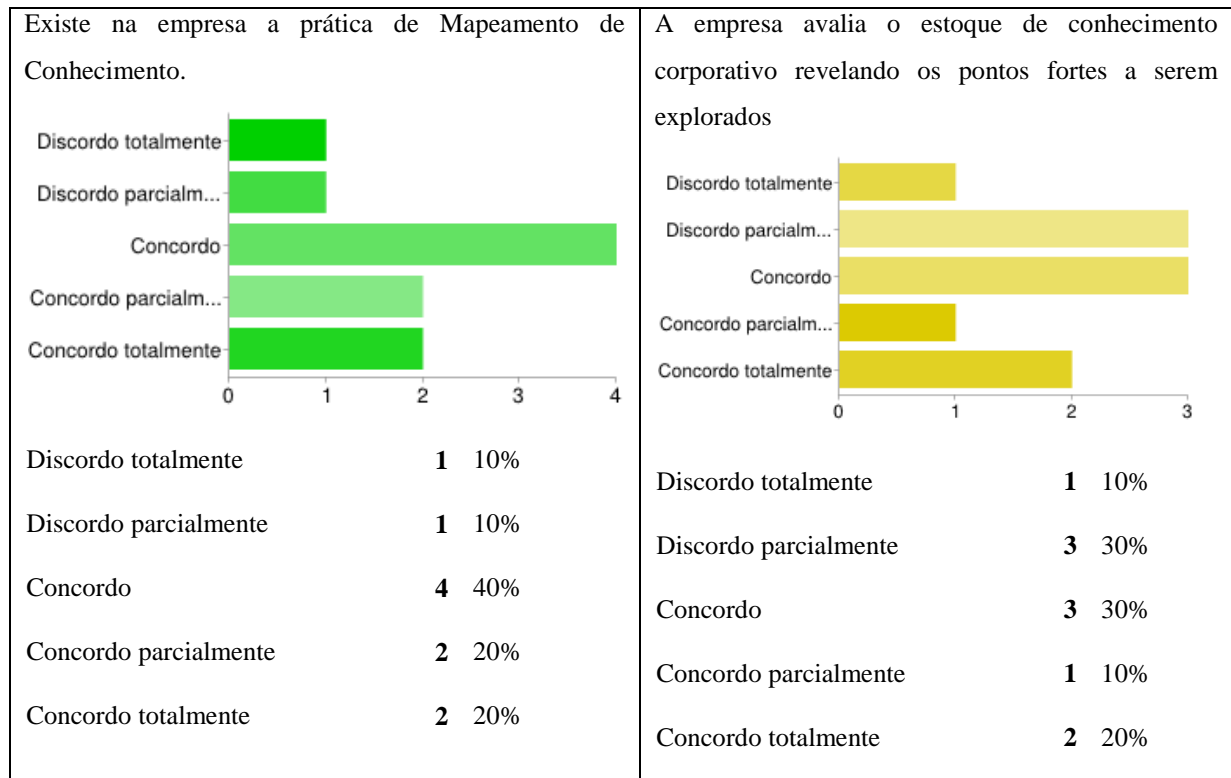 Existe na empresa a prática de Mapeamento de
Conhecimento.
Discordo totalmente
Discordo parcialm...
Concordo
Concordo parcialm...
Concordo totalmente
0 1 2 3 4
Discordo totalmente 1 10%
Discordo parcialmente 1 10%
Concordo 4 40%
Concordo parcialmente 2 20%
Concordo totalmente 2 20%
A empresa avalia o estoque de conhecimento
corporativo revelando os pontos fortes a serem
explorados
Discordo totalmente
Discordo parcialm...
Concordo
Concordo parcialm...
Concordo totalmente
0 1 2 3
Discordo totalmente 1 10%
Discordo parcialmente 3 30%
Concordo 3 30%
Concordo parcialmente 1 10%
Concordo totalmente 2 20%